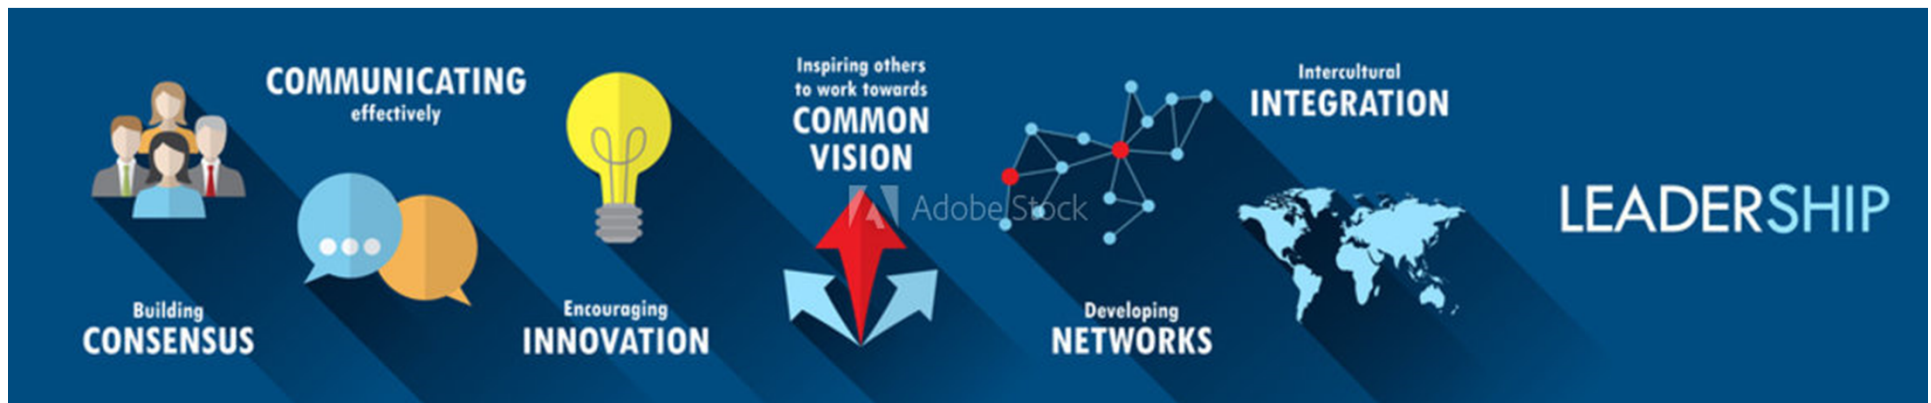 Building
CONSENSUS
COMMUNICATING
effectively
Encouraging
INNOVATION
Inspiring others
to work towards
COMMON
VISION
Adobe Stock
Developing
NETWORKS
Intercultural
INTEGRATION
LEADERSHIP